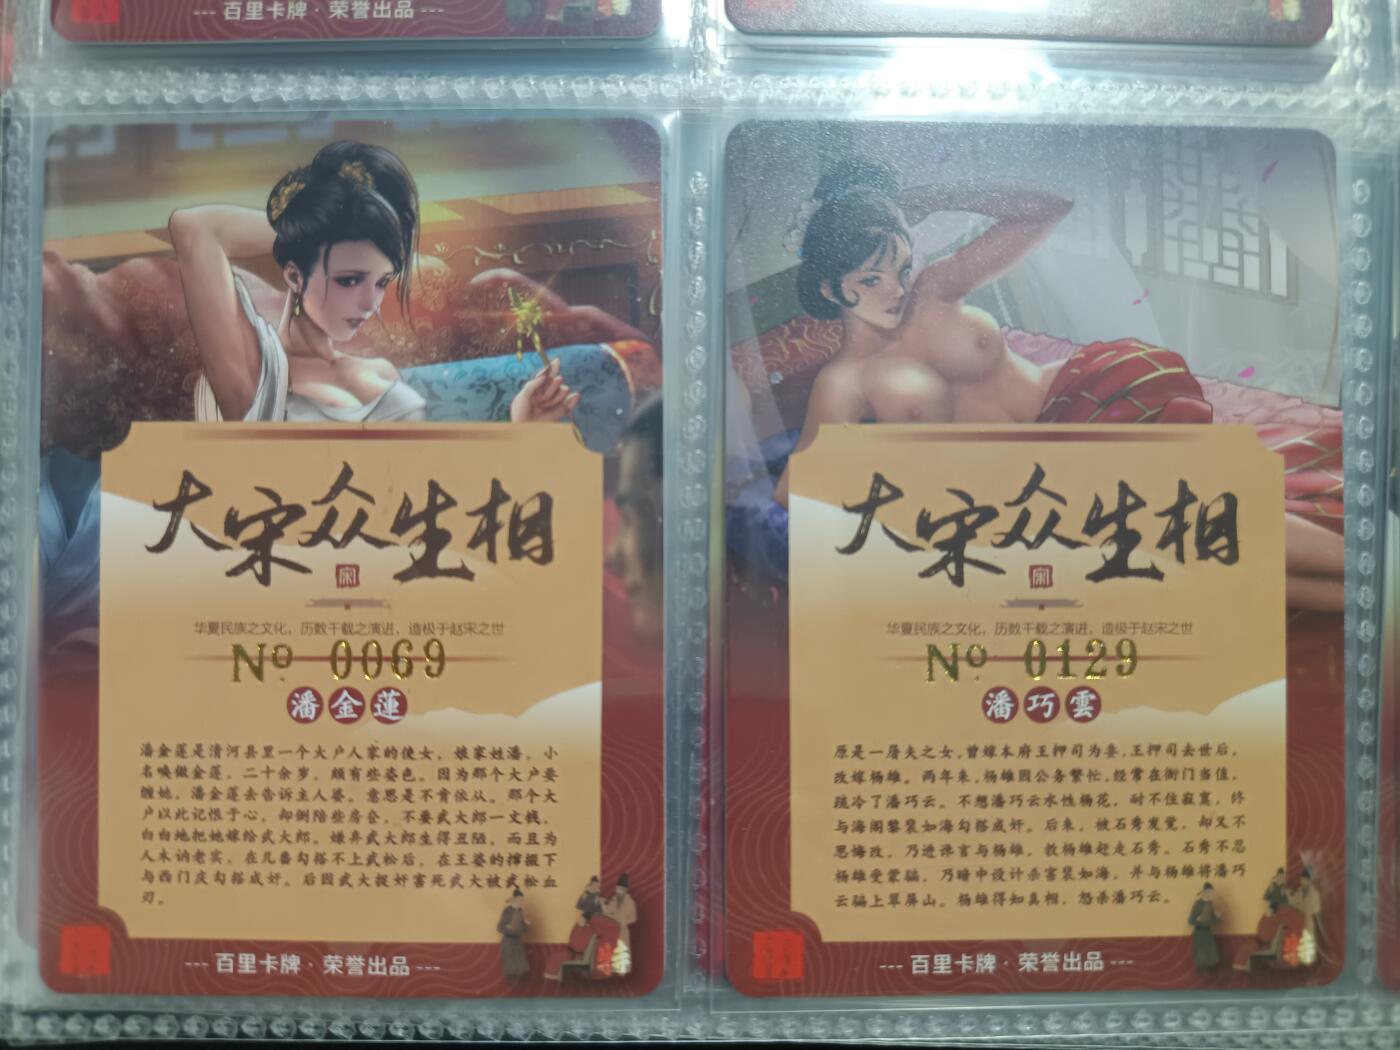 --- 百里卡牌 · 荣誉出品 ---
大宋众生相
宋
华夏民族之文化，历数千载之演进，造极于赵宋之世
Nº 0069
潘金蓮
潘金莲是清河县里一个大户人家的使女，娘家姓潘，小
名唤做金莲，二十余岁，颇有些姿色。因为那个大户要
缠她，潘金莲去告诉主人婆。意思是不肯依从。那个大
户以此记恨于心，却倒陪些房奁，不要武大郎一文钱，
白白地把她嫁给武大郎。嫌弃武大郎生得丑陋，而且为
人木讷老实，在几番勾搭不上武松后，在王婆的撺掇下
与西门庆勾搭成奸。后因武大捉奸害死武大被武松血
刃。
特
--- 百里卡牌 · 荣誉出品 ---
大宋众生相
宋
华夏民族之文化，历数千载之演进，造极于赵宋之世
Nº 0129
潘巧雲
原是一屠夫之女，曾嫁本府王押司为妻，王押司去世后，
改嫁杨雄。两年来，杨雄因公务繁忙，经常在衙门当值，
疏冷了潘巧云。不想潘巧云水性杨花，耐不住寂寞，终
与海阇黎裴如海勾搭成奸。后来，被石秀发觉，却又不
思悔改，乃进谗言与杨雄，教杨雄赶走石秀。石秀不忍
杨雄受蒙骗，乃暗中设计杀害裴如海，并与杨雄将潘巧
云骗上翠屏山。杨雄得知真相，怒杀潘巧云。
特
--- 百里卡牌 · 荣誉出品 ---